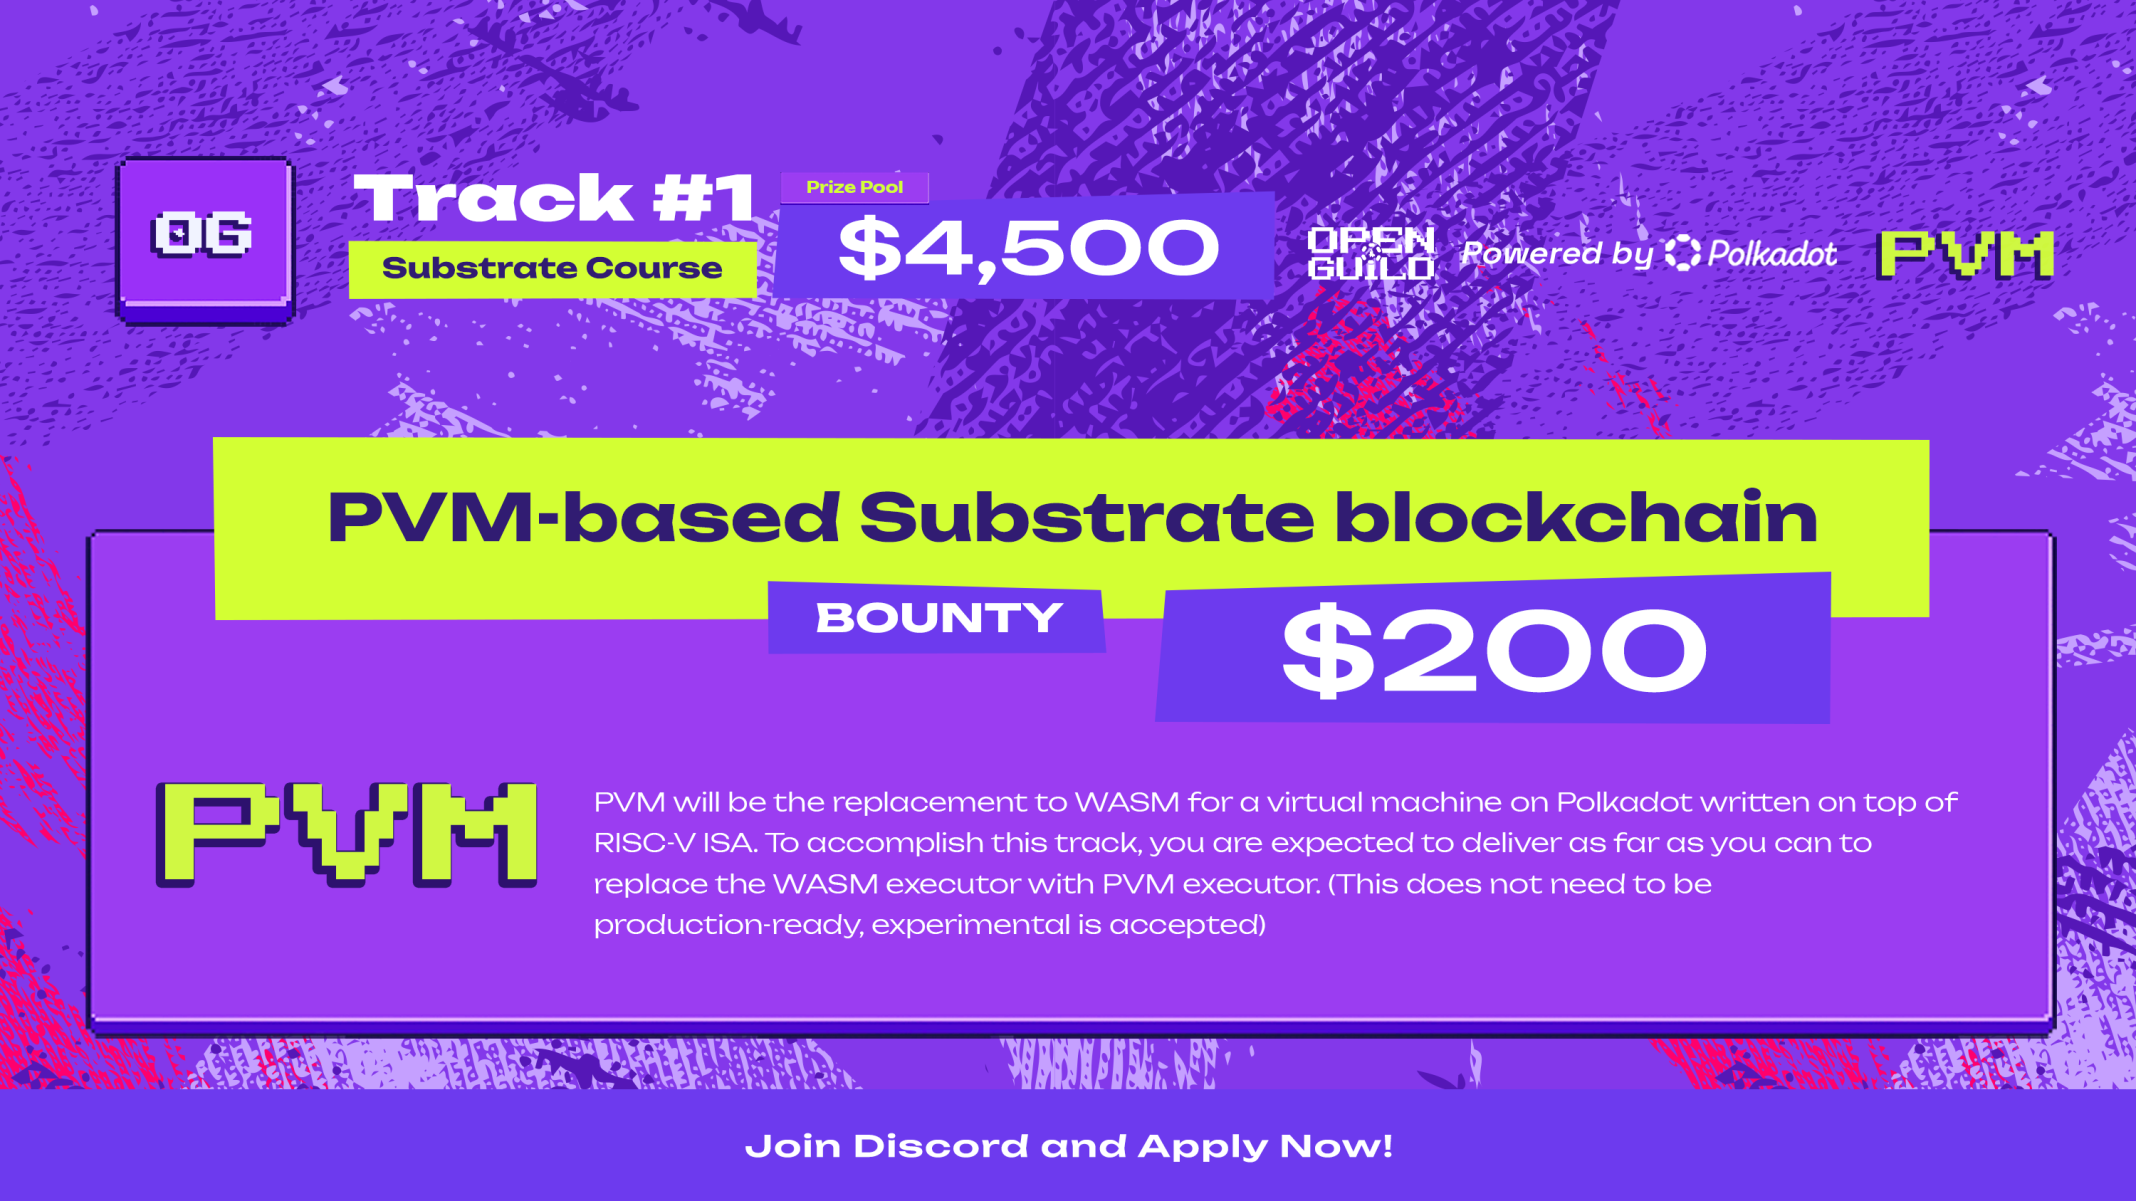 OG
Track #1
Substrate Course
Prize Pool
$4,500
OPEN
GUiLD
Powered by Polkadot
PVM
PVM-based Substrate blockchain
BOUNTY
$200
PVM
PVM will be the replacement to WASM for a virtual machine on Polkadot written on top of
RISC-V ISA. To accomplish this track, you are expected to deliver as far as you can to
replace the WASM executor with PVM executor. (This does not need to be
production-ready, experimental is accepted)
Join Discord and Apply Now!